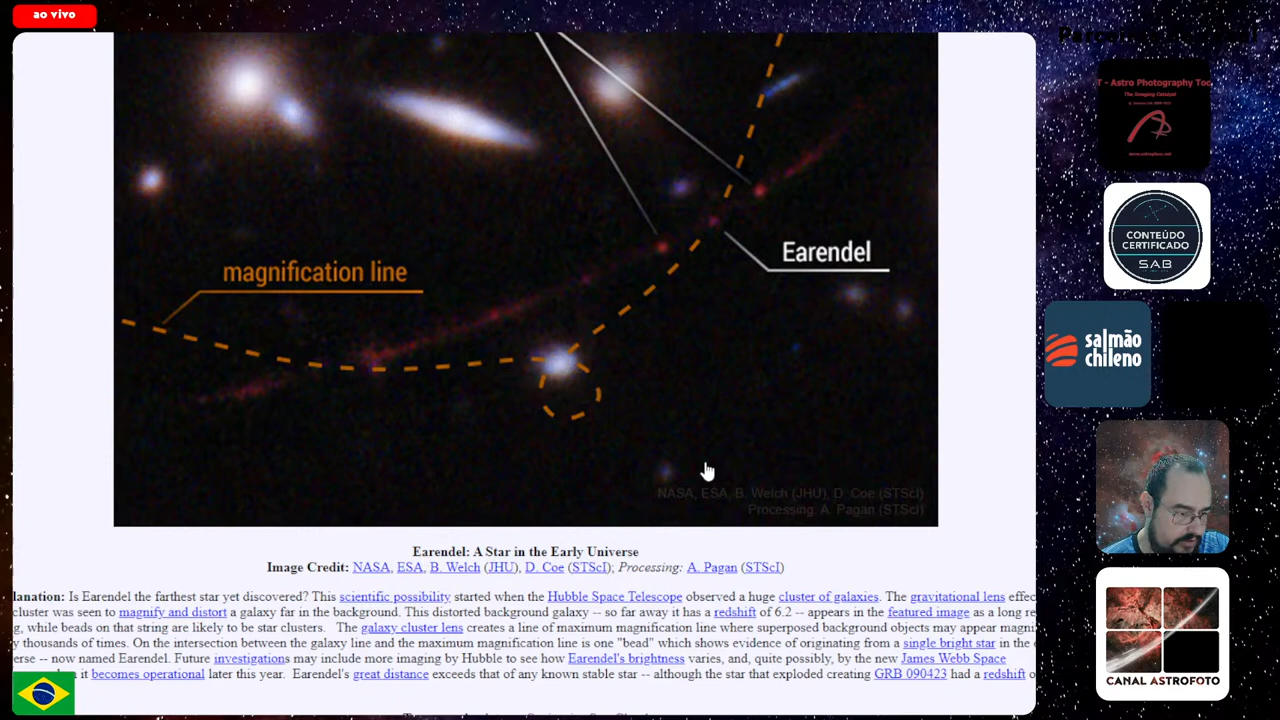 ao vivo
T - Astro Photography Toc
The Imaging Catalyst
magnification line
Earendel
CONTEÚDO
CERTIFICADO
SAB
salmão
chileno
NASA, ESA, B. Welch (JHU), D. Coe (STScI)
Processing: A. Pagan (STScI)
Earendel: A Star in the Early Universe
Image Credit: NASA, ESA, B. Welch (JHU), D. Coe (STScI); Processing: A. Pagan (STScI)
lanation: Is Earendel the farthest star yet discovered? This scientific possibility started when the Hubble Space Telescope observed a huge cluster of galaxies. The gravitational lens effec
cluster was seen to magnify and distort a galaxy far in the background. This distorted background galaxy -- so far away it has a redshift of 6.2 -- appears in the featured image as a long re
g, while beads on that string are likely to be star clusters. The galaxy cluster lens creates a line of maximum magnification line where superposed background objects may appear magni
y thousands of times. On the intersection between the galaxy line and the maximum magnification line is one "bead" which shows evidence of originating from a single bright star in the
erse -- now named Earendel. Future investigations may include more imaging by Hubble to see how Earendel's brightness varies, and, quite possibly, by the new James Webb Space
it becomes operational later this year. Earendel's great distance exceeds that of any known stable star -- although the star that exploded creating GRB 090423 had a redshift o
CANAL ASTROFOTO